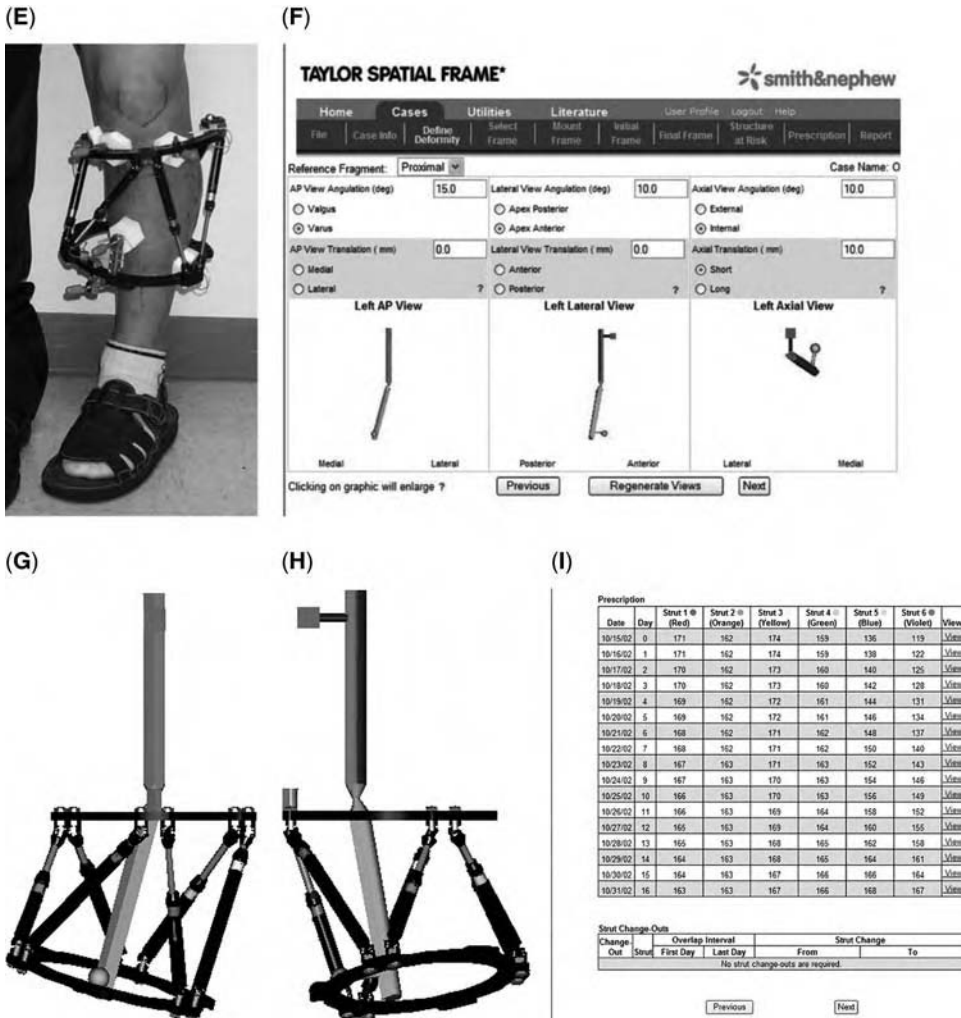 (E)
(F)
TAYLOR SPATIAL FRAME*
smith&nephew
Home Cases Utilities Literature User Profile Logout Help
File Case Info Define Deformity Select Frame Mount Frame Initial Frame Final Frame Structure at Risk Prescription Report
Reference Fragment: Proximal Case Name: O
AP View Angulation (deg) 15.0 Lateral View Angulation (deg) 10.0 Axial View Angulation (deg) 10.0
Valgus Apex Posterior External
Varus Apex Anterior Internal
AP View Translation (mm) 0.0 Lateral View Translation (mm) 0.0 Axial Translation (mm) 10.0
Medial Anterior Short
Lateral ? Posterior ? Long ?
Left AP View Left Lateral View Left Axial View
Medial Lateral Posterior Anterior Lateral Medial
Clicking on graphic will enlarge ? Previous Regenerate Views Next
(G)
(H)
(I)
Prescription
Date Day Strut 1 (Red) Strut 2 (Orange) Strut 3 (Yellow) Strut 4 (Green) Strut 5 (Blue) Strut 6 (Violet) View
10/15/02 0 171 162 174 159 136 119 View
10/16/02 1 171 162 174 159 138 122 View
10/17/02 2 170 162 173 160 140 125 View
10/18/02 3 170 162 173 160 142 128 View
10/19/02 4 169 162 172 161 144 131 View
10/20/02 5 169 162 172 161 146 134 View
10/21/02 6 168 162 171 162 148 137 View
10/22/02 7 168 162 171 162 150 140 View
10/23/02 8 167 163 171 163 152 143 View
10/24/02 9 167 163 170 163 154 146 View
10/25/02 10 166 163 170 163 156 149 View
10/26/02 11 166 163 169 164 158 152 View
10/27/02 12 165 163 169 164 160 155 View
10/28/02 13 165 163 168 165 162 158 View
10/29/02 14 164 163 168 165 164 161 View
10/30/02 15 164 163 167 166 166 164 View
10/31/02 16 163 163 167 166 168 167 View
Strut Change-Outs
Change-Out Strut Overlap Interval Strut Change
First Day Last Day From To
No strut change-outs are required.
Previous Next